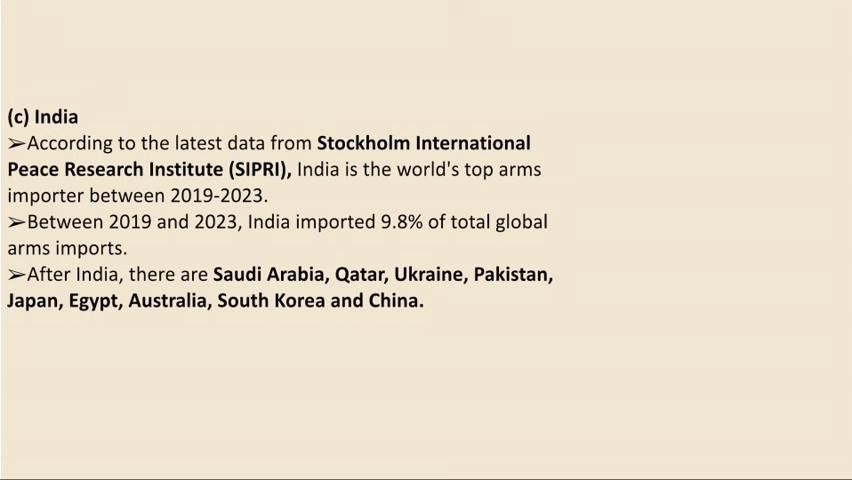 (c) India
➢According to the latest data from Stockholm International
Peace Research Institute (SIPRI), India is the world's top arms
importer between 2019-2023.
➢Between 2019 and 2023, India imported 9.8% of total global
arms imports.
➢After India, there are Saudi Arabia, Qatar, Ukraine, Pakistan,
Japan, Egypt, Australia, South Korea and China.